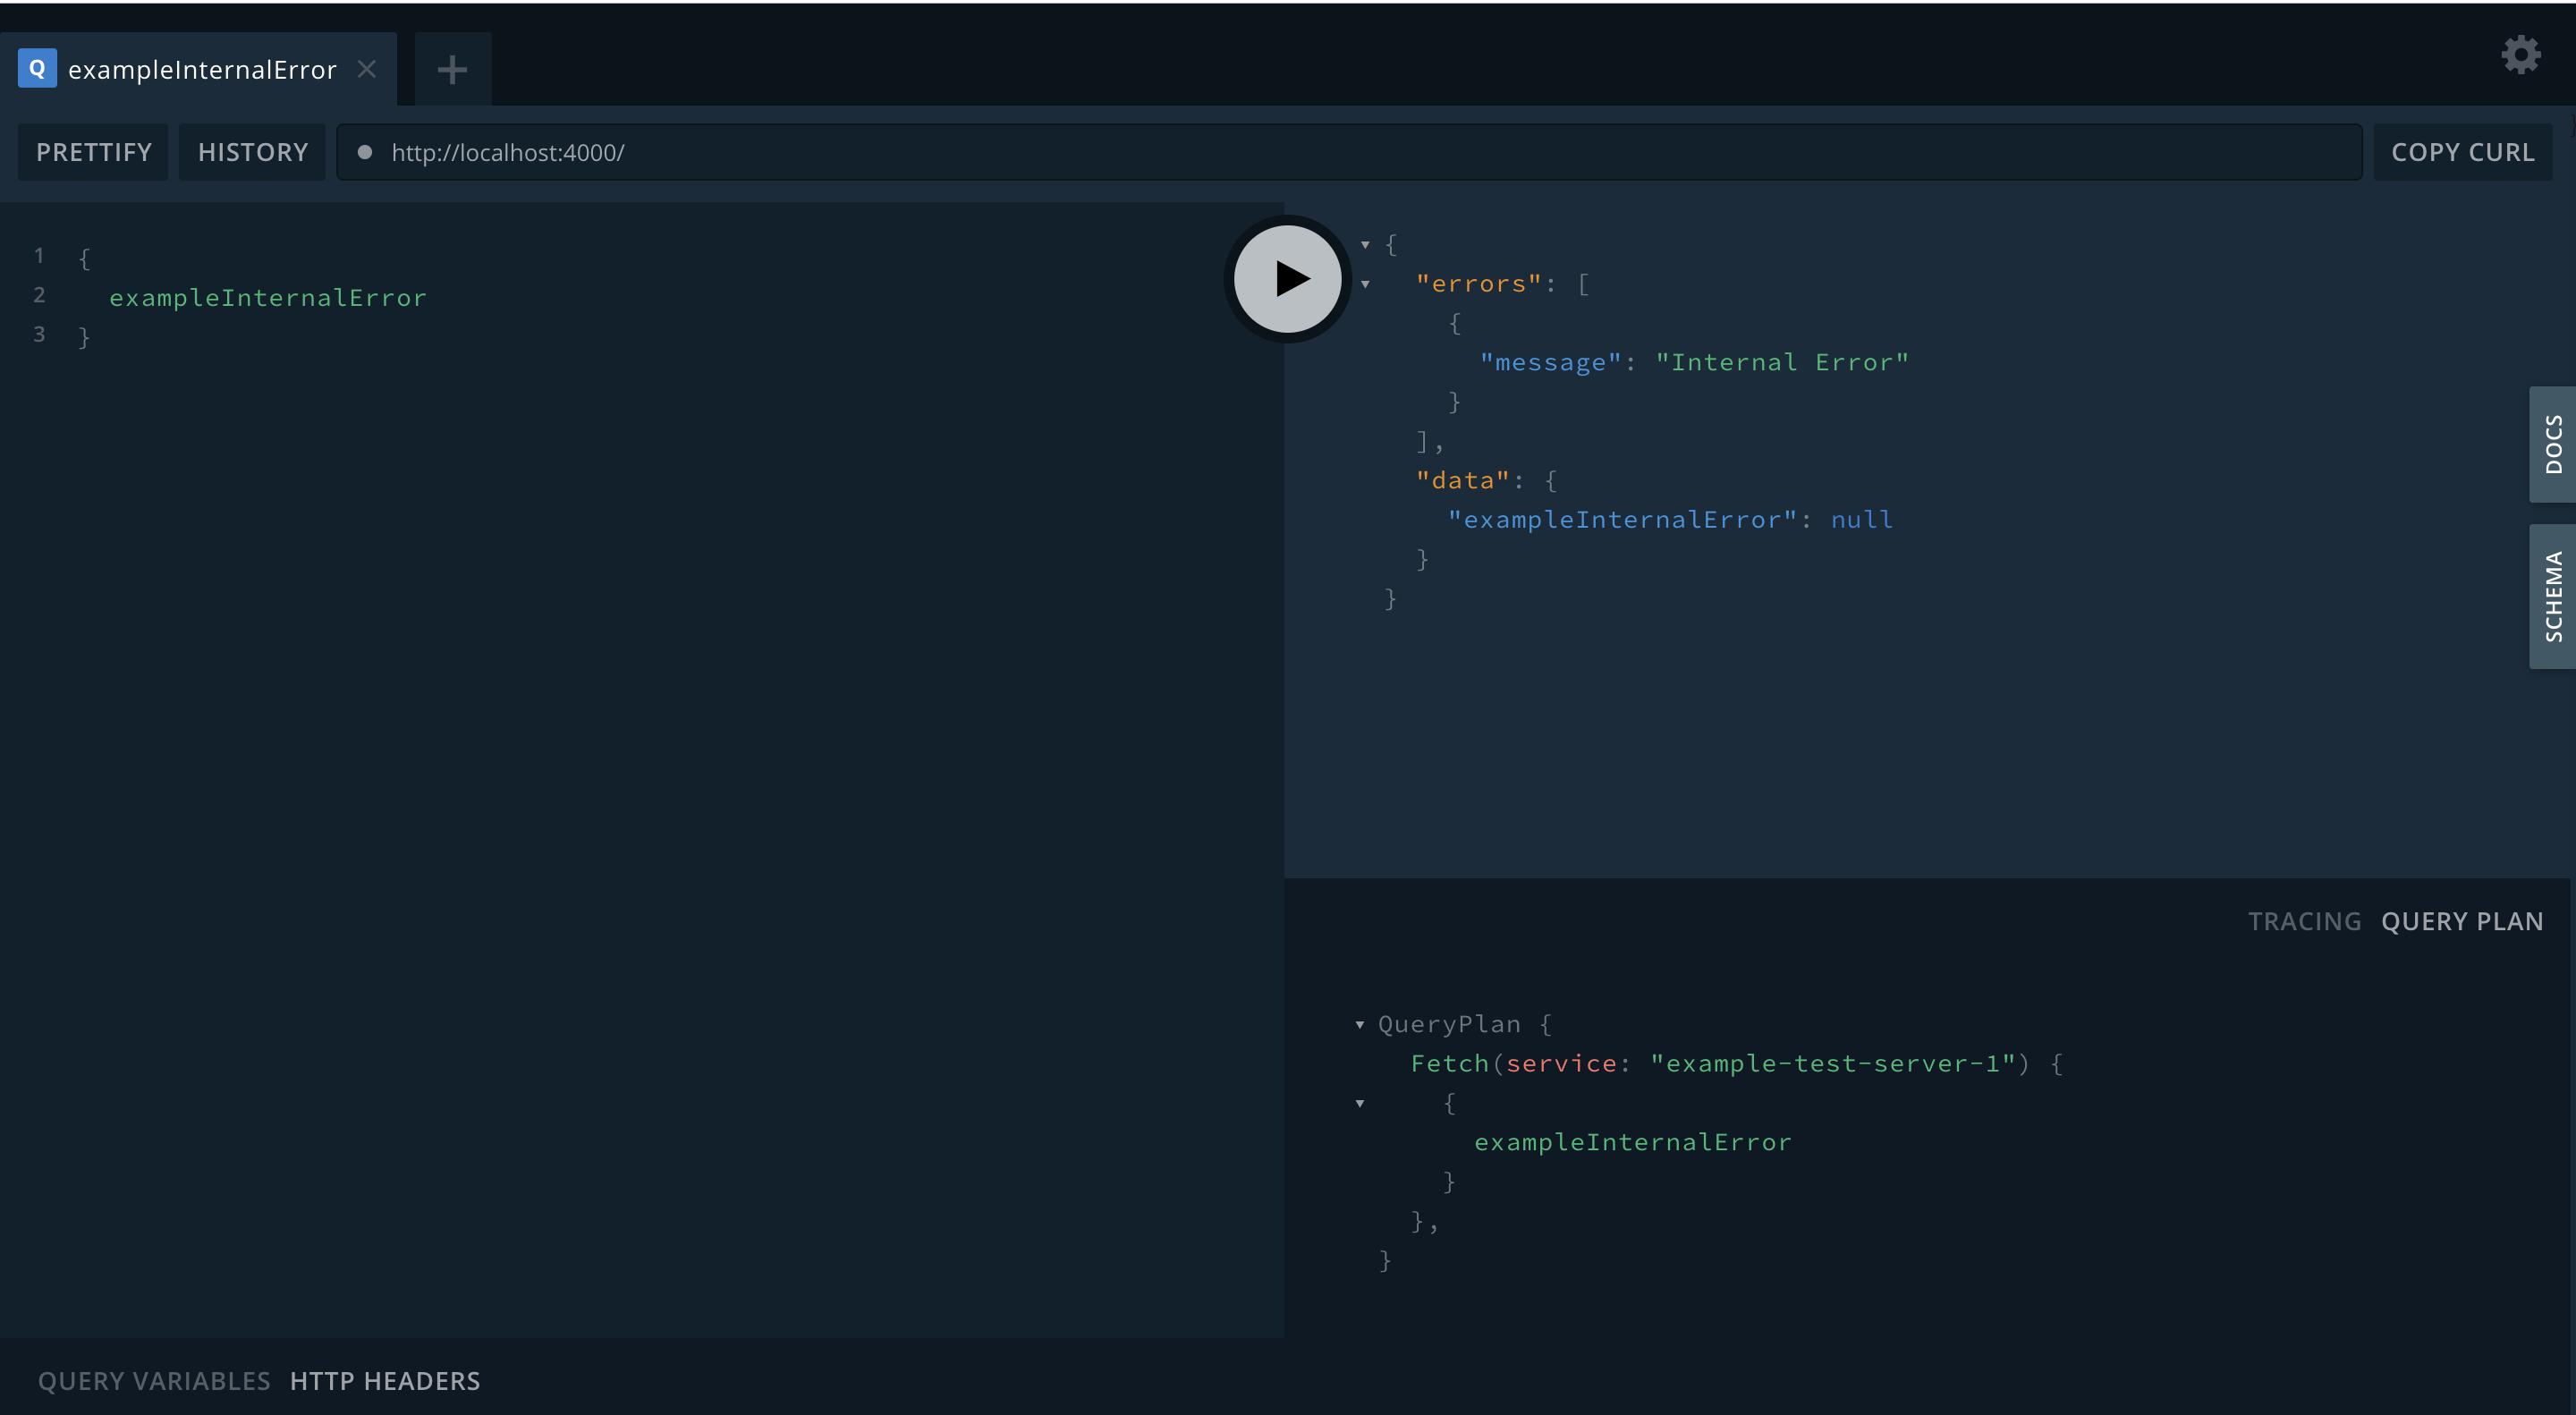 Q exampleInternalError
PRETTIFY HISTORY http://localhost:4000/ COPY CURL
1 {
2 exampleInternalError
3 }
{
"errors": [
{
"message": "Internal Error"
}
],
"data": {
"exampleInternalError": null
}
}
DOCS
SCHEMA
TRACING QUERY PLAN
QueryPlan {
Fetch(service: "example-test-server-1") {
{
exampleInternalError
}
},
}
QUERY VARIABLES HTTP HEADERS